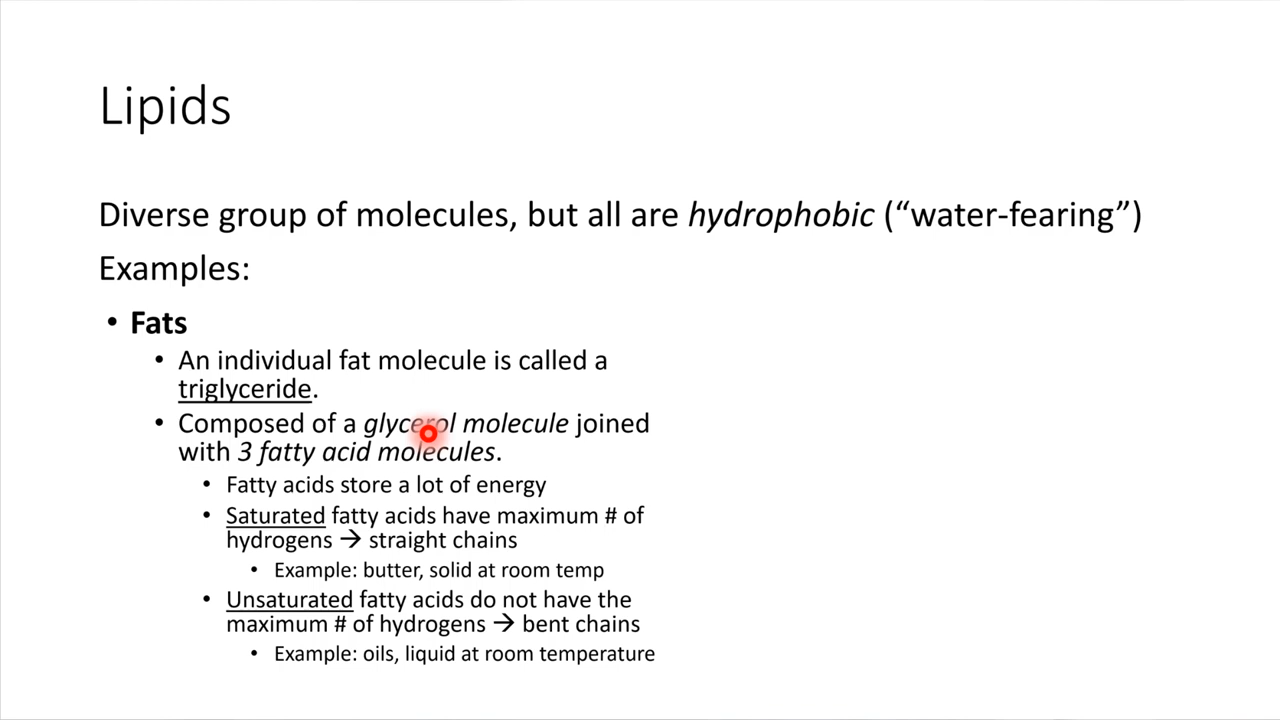 Lipids
Diverse group of molecules, but all are hydrophobic (“water-fearing”)
Examples:
• Fats
• An individual fat molecule is called a
triglyceride.
• Composed of a glycerol molecule joined
with 3 fatty acid molecules.
• Fatty acids store a lot of energy
• Saturated fatty acids have maximum # of
hydrogens → straight chains
• Example: butter, solid at room temp
• Unsaturated fatty acids do not have the
maximum # of hydrogens → bent chains
• Example: oils, liquid at room temperature